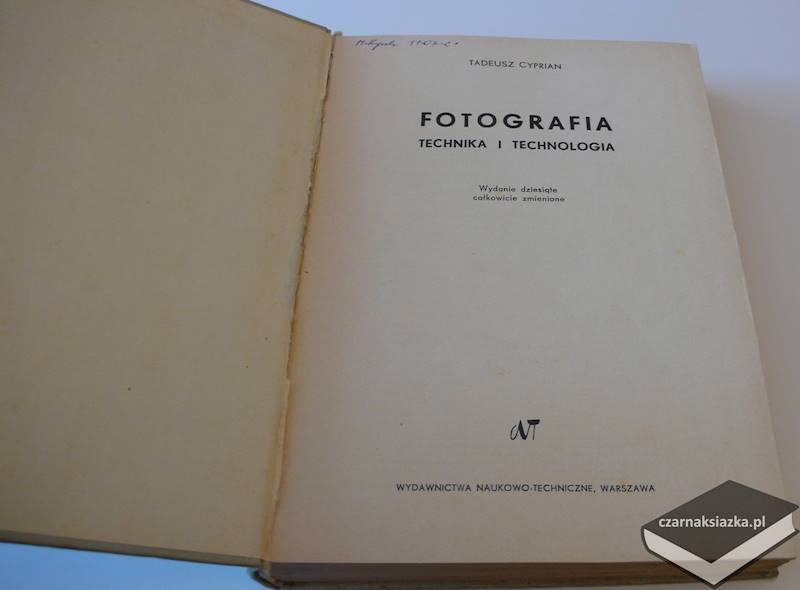 TADEUSZ CYPRIAN
FOTOGRAFIA
TECHNIKA I TECHNOLOGIA
Wydanie dziesiąte
całkowicie zmienione
WYDAWNICTWA NAUKOWO-TECHNICZNE, WARSZAWA
czarnaksiazka.pl